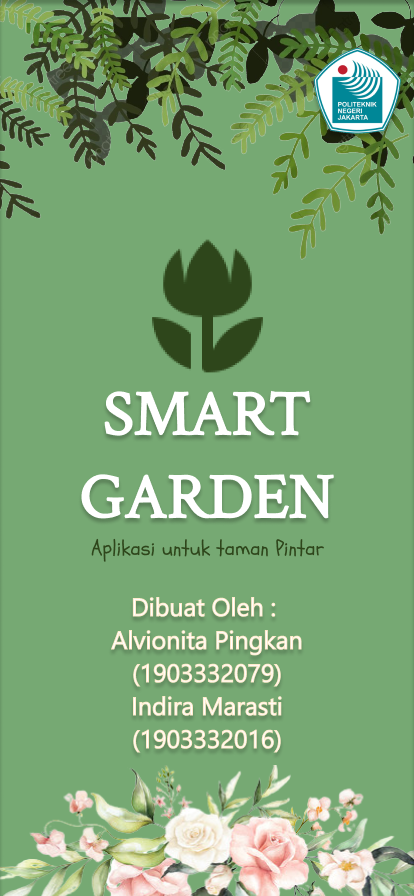 POLITEKNIK
NEGERI
JAKARTA
SMART
GARDEN
Aplikasi untuk taman Pintar
Dibuat Oleh :
Alvionita Pingkan
(1903332079)
Indira Marasti
(1903332016)